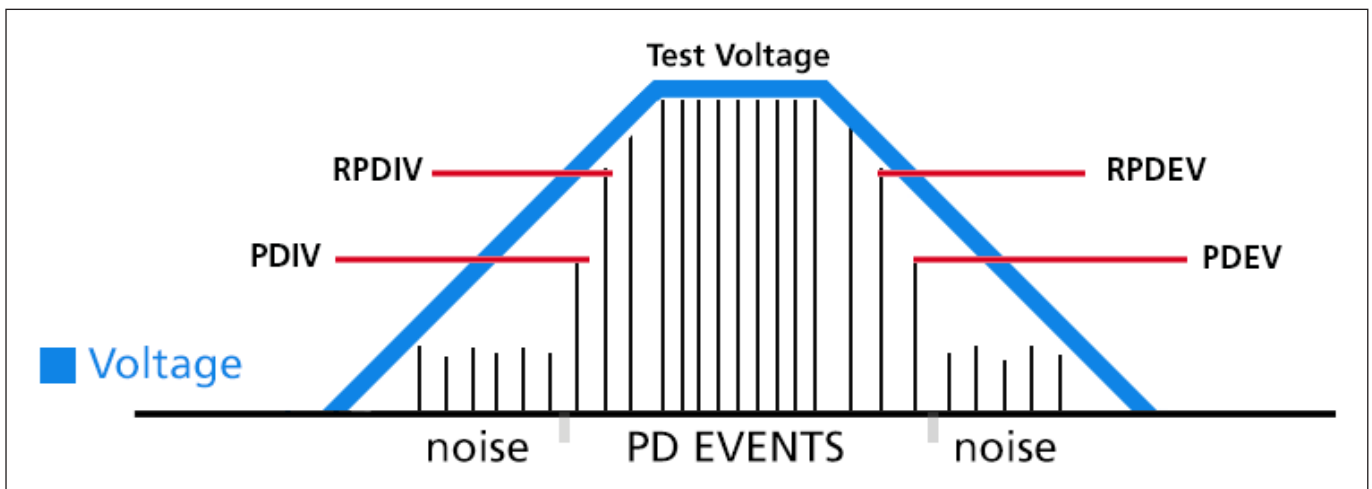 Test Voltage
RPDIV
RPDEV
PDIV
PDEV
Voltage
noise
PD EVENTS
noise